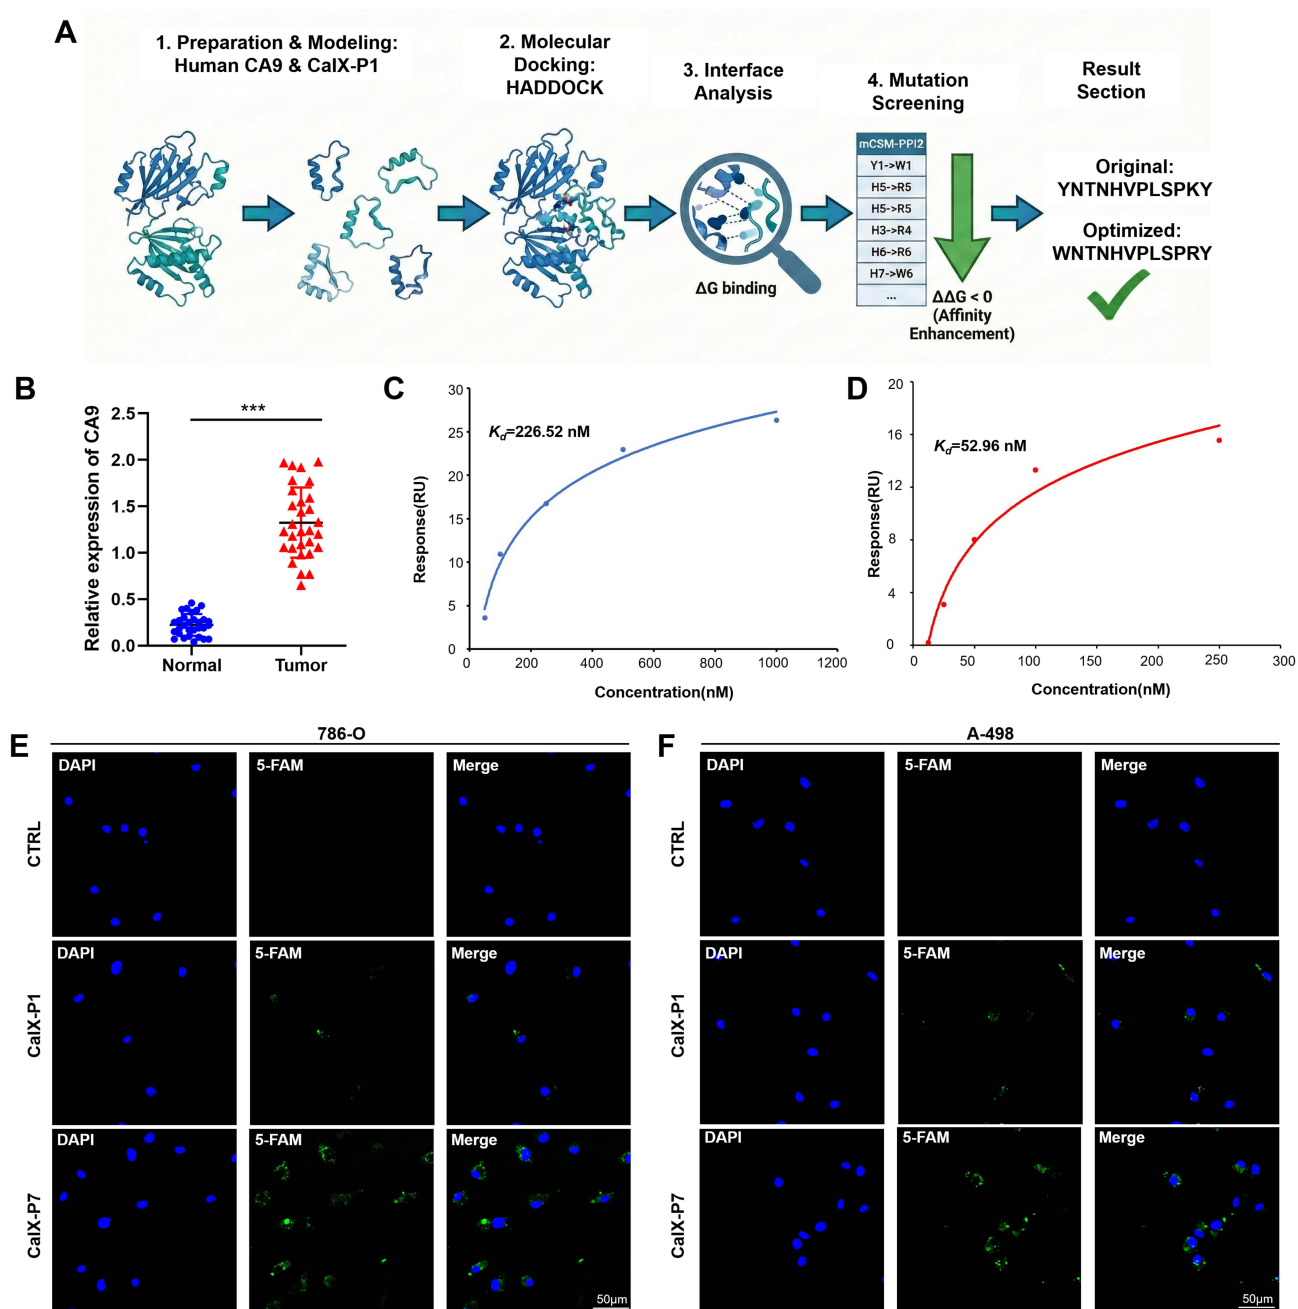 A
1. Preparation & Modeling:
Human CA9 & CaIX-P1
2. Molecular
Docking:
HADDOCK
3. Interface
Analysis
4. Mutation
Screening
Result
Section
mCSM-PPI2
Y1->W1
H5->R5
H5->R5
H3->R4
H6->R6
H7->W6
...
ΔG binding
ΔΔG < 0
(Affinity
Enhancement)
Original:
YNTNHVPLSPKY
Optimized:
WNTNHVPLSPRY
B
Relative expression of CA9
2.5
2.0
1.5
1.0
0.5
0.0
***
Normal
Tumor
C
Response(RU)
30
25
20
15
10
5
0
Kd=226.52 nM
0
200
400
600
800
1000
1200
Concentration(nM)
D
Response(RU)
20
16
12
8
4
0
Kd=52.96 nM
0
50
100
150
200
250
300
Concentration(nM)
E
786-O
CTRL
DAPI
5-FAM
Merge
CaIX-P1
DAPI
5-FAM
Merge
CaIX-P7
DAPI
5-FAM
Merge
50μm
F
A-498
CTRL
DAPI
5-FAM
Merge
CaIX-P1
DAPI
5-FAM
Merge
CaIX-P7
DAPI
5-FAM
Merge
50μm